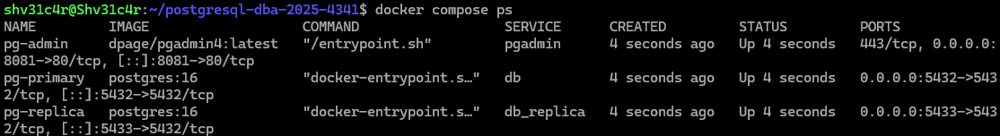 shv31c4r@Shv31c4r:~/postgresql-dba-2025-4341$ docker compose ps
NAME         IMAGE                   COMMAND                  SERVICE      CREATED         STATUS         PORTS
pg-admin     dpage/pgadmin4:latest   "/entrypoint.sh"         pgadmin      4 seconds ago   Up 4 seconds   443/tcp, 0.0.0.0:
8081->80/tcp, [::]:8081->80/tcp
pg-primary   postgres:16             "docker-entrypoint.s…"   db           4 seconds ago   Up 4 seconds   0.0.0.0:5432->543
2/tcp, [::]:5432->5432/tcp
pg-replica   postgres:16             "docker-entrypoint.s…"   db_replica   4 seconds ago   Up 4 seconds   0.0.0.0:5433->543
2/tcp, [::]:5433->5432/tcp